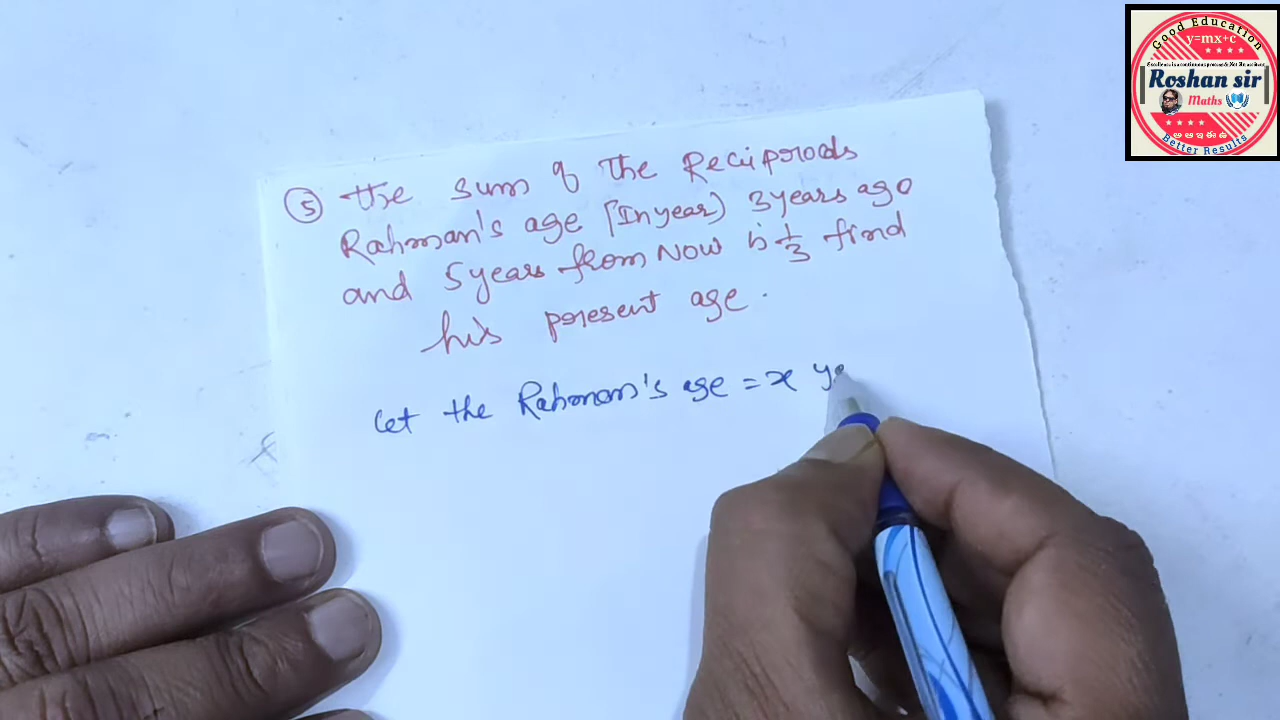 ⑤ the sum of the Reciprocals
Rahman's age [In year) 3 years ago
and 5 years from Now is 1/3 find
his present age.
Let the Rahman's age = x ye
Good Education
y=mx+c
Roshan sir
Maths
Better Results